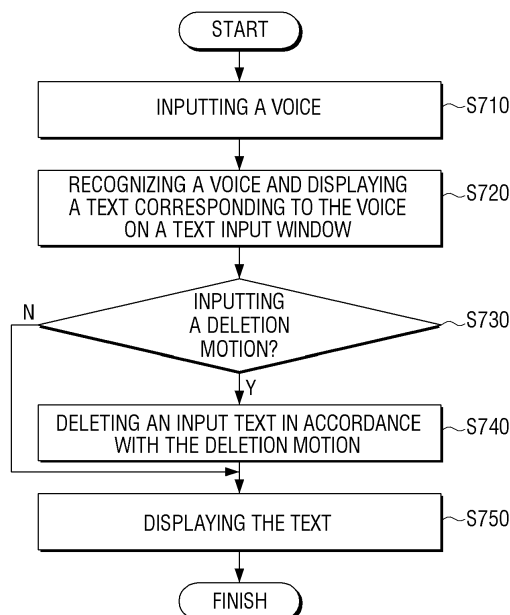 START
INPUTTING A VOICE
S710
RECOGNIZING A VOICE AND DISPLAYING
A TEXT CORRESPONDING TO THE VOICE
ON A TEXT INPUT WINDOW
S720
INPUTTING
A DELETION
MOTION?
S730
N
Y
DELETING AN INPUT TEXT IN ACCORDANCE
WITH THE DELETION MOTION
S740
DISPLAYING THE TEXT
S750
FINISH